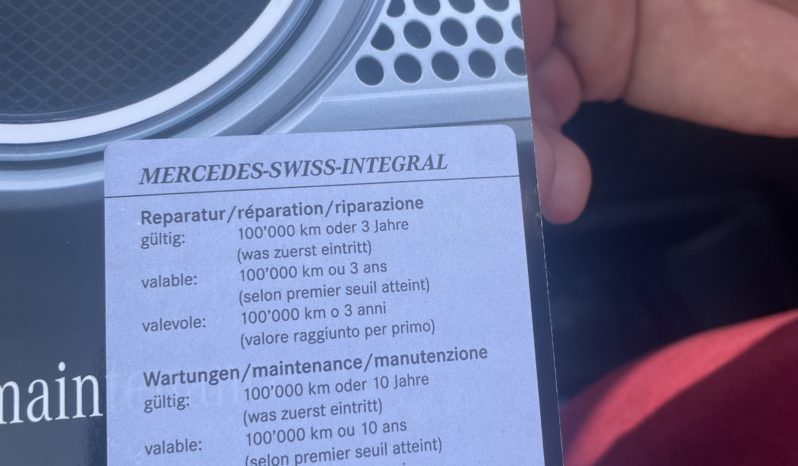 MERCEDES-SWISS-INTEGRAL
Reparatur/réparation/riparazione
gültig: 100'000 km oder 3 Jahre
(was zuerst eintritt)
valable: 100'000 km ou 3 ans
(selon premier seuil atteint)
valevole: 100'000 km o 3 anni
(valore raggiunto per primo)
Wartungen/maintenance/manutenzione
gültig: 100'000 km oder 10 Jahre
(was zuerst eintritt)
valable: 100'000 km ou 10 ans
(selon premier seuil atteint)
main